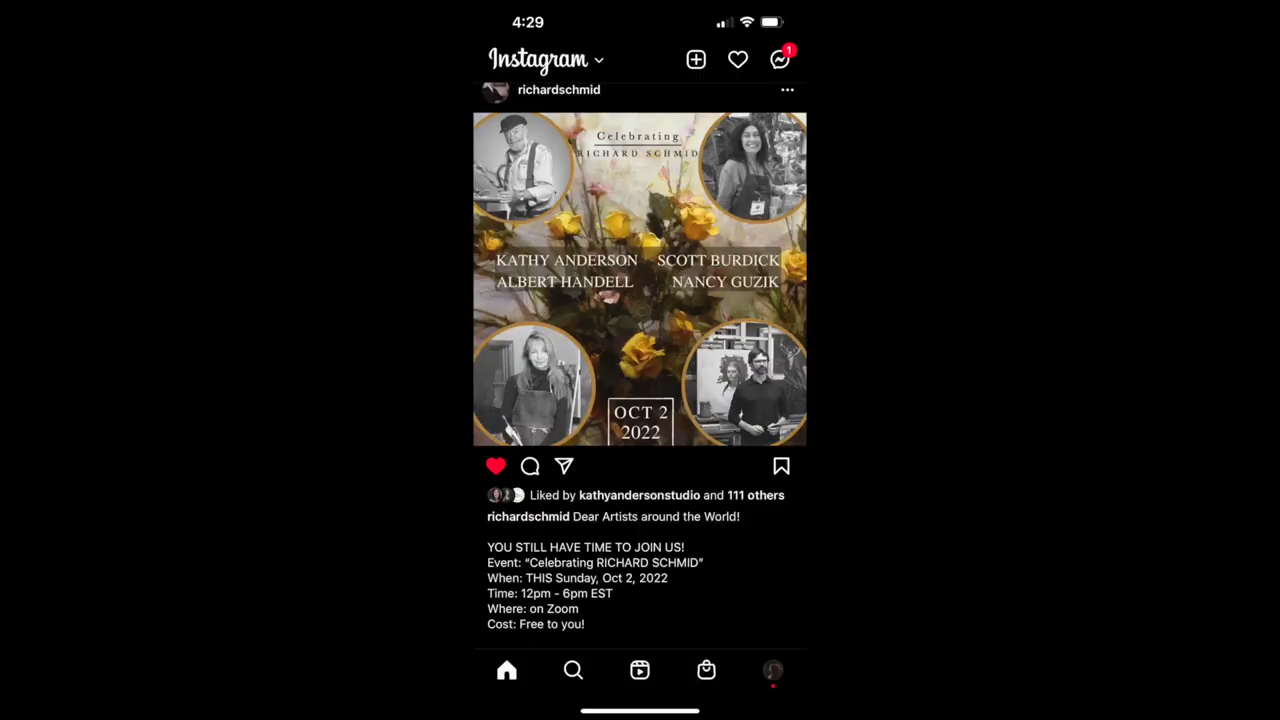 4:29
Instagram
1
richardschmid
Celebrating
RICHARD SCHMID
KATHY ANDERSON SCOTT BURDICK
ALBERT HANDELL NANCY GUZIK
OCT 2
2022
Liked by kathyandersonstudio and 111 others
richardschmid Dear Artists around the World!
YOU STILL HAVE TIME TO JOIN US!
Event: “Celebrating RICHARD SCHMID”
When: THIS Sunday, Oct 2, 2022
Time: 12pm - 6pm EST
Where: on Zoom
Cost: Free to you!